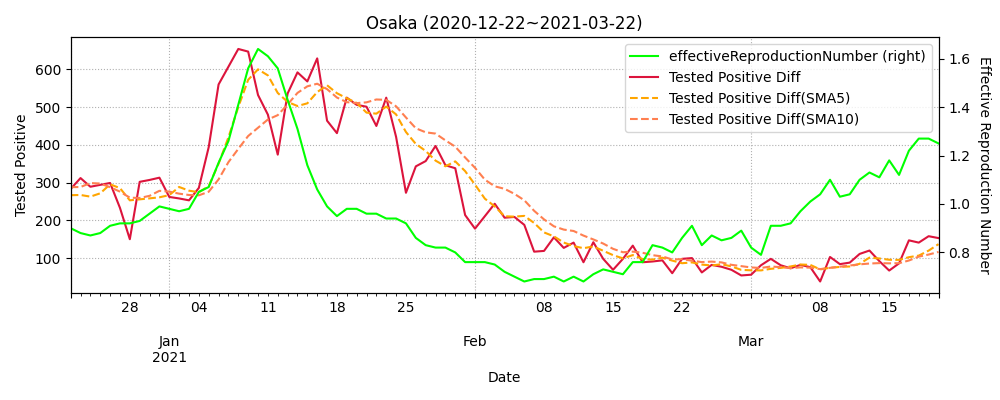 Osaka (2020-12-22~2021-03-22)
effectiveReproductionNumber (right)
Tested Positive Diff
Tested Positive Diff(SMA5)
Tested Positive Diff(SMA10)
Tested Positive
600
500
400
300
200
100
Effective Reproduction Number
1.6
1.4
1.2
1.0
0.8
28 04 11 18 25 08 15 22 08 15
Jan Feb Mar
2021
Date